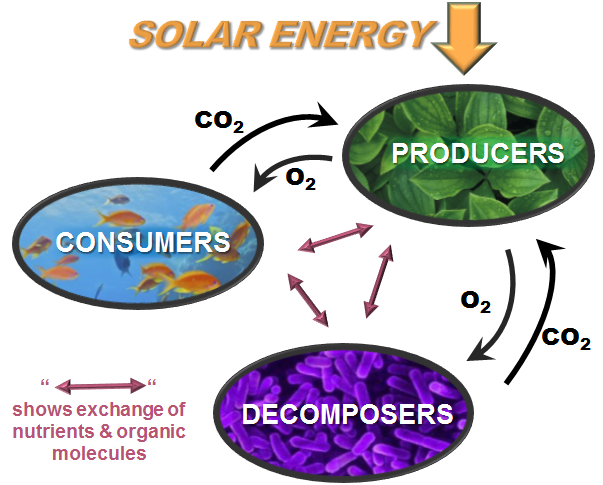 SOLAR ENERGY
CO2
PRODUCERS
O2
CONSUMERS
O2
CO2
DECOMPOSERS
“ “
shows exchange of
nutrients & organic
molecules